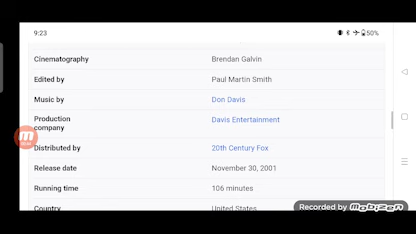 9:23
50%
Cinematography Brendan Galvin
Edited by Paul Martin Smith
Music by Don Davis
Production company Davis Entertainment
Distributed by 20th Century Fox
Release date November 30, 2001
Running time 106 minutes
Country United States
Recorded by Mobizen